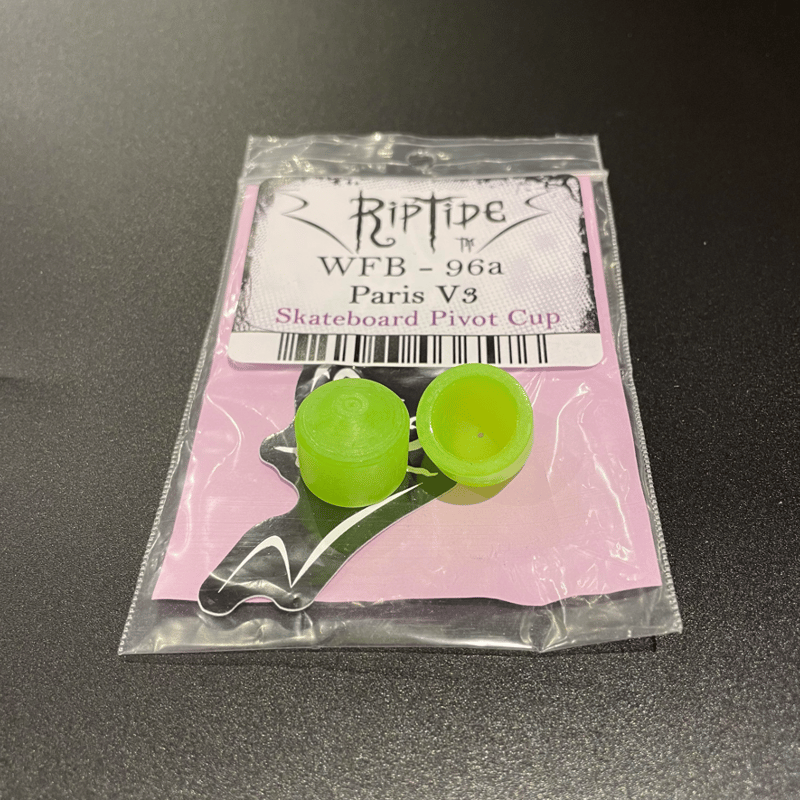 RIPTIDE
TM
WFB - 96a
Paris V3
Skateboard Pivot Cup